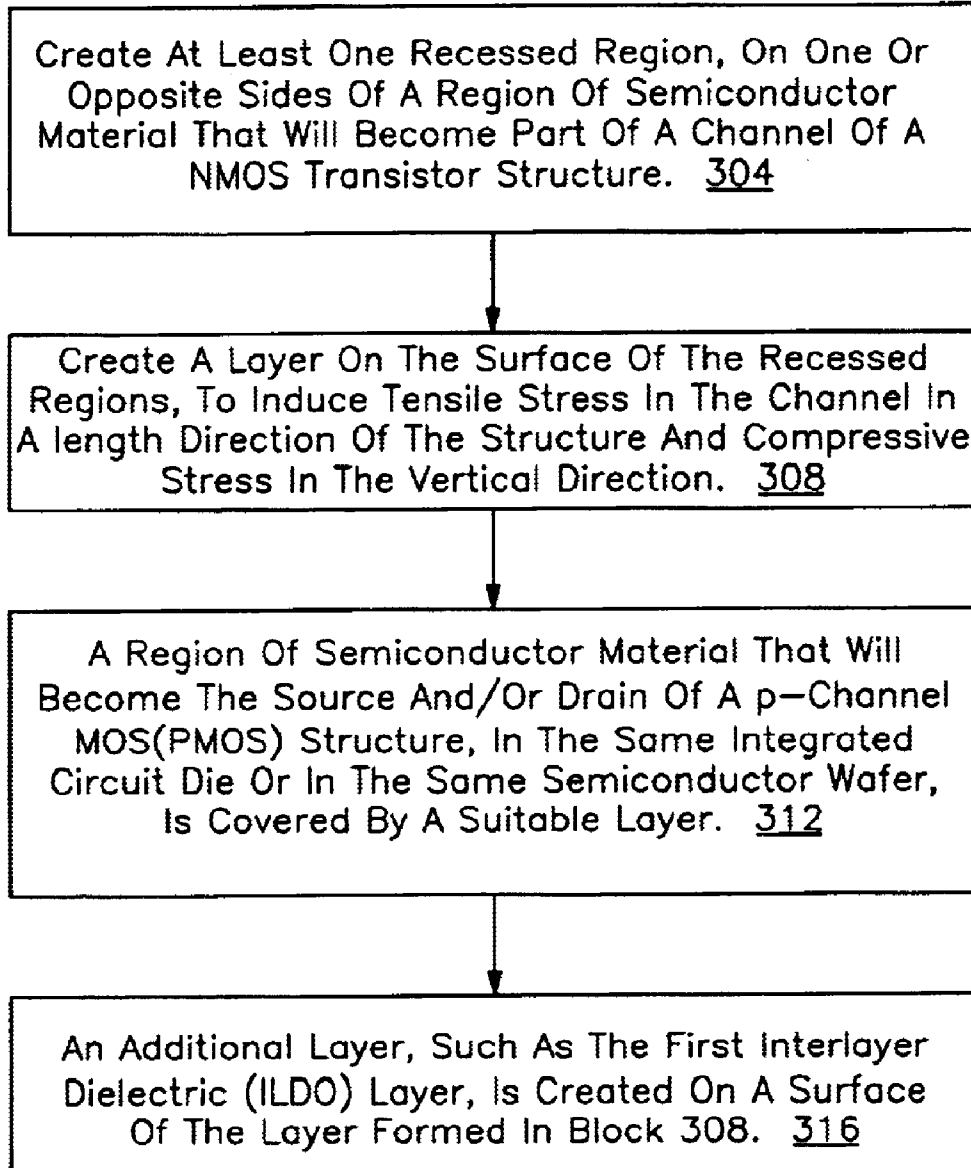 Create At Least One Recessed Region, On One Or
Opposite Sides Of A Region Of Semiconductor
Material That Will Become Part Of A Channel Of A
NMOS Transistor Structure. 304
Create A Layer On The Surface Of The Recessed
Regions, To Induce Tensile Stress In The Channel In
A length Direction Of The Structure And Compressive
Stress In The Vertical Direction. 308
A Region Of Semiconductor Material That Will
Become The Source And/Or Drain Of A p-Channel
MOS(PMOS) Structure, In The Same Integrated
Circuit Die Or In The Same Semiconductor Wafer,
Is Covered By A Suitable Layer. 312
An Additional Layer, Such As The First Interlayer
Dielectric (ILDO) Layer, Is Created On A Surface
Of The Layer Formed In Block 308. 316